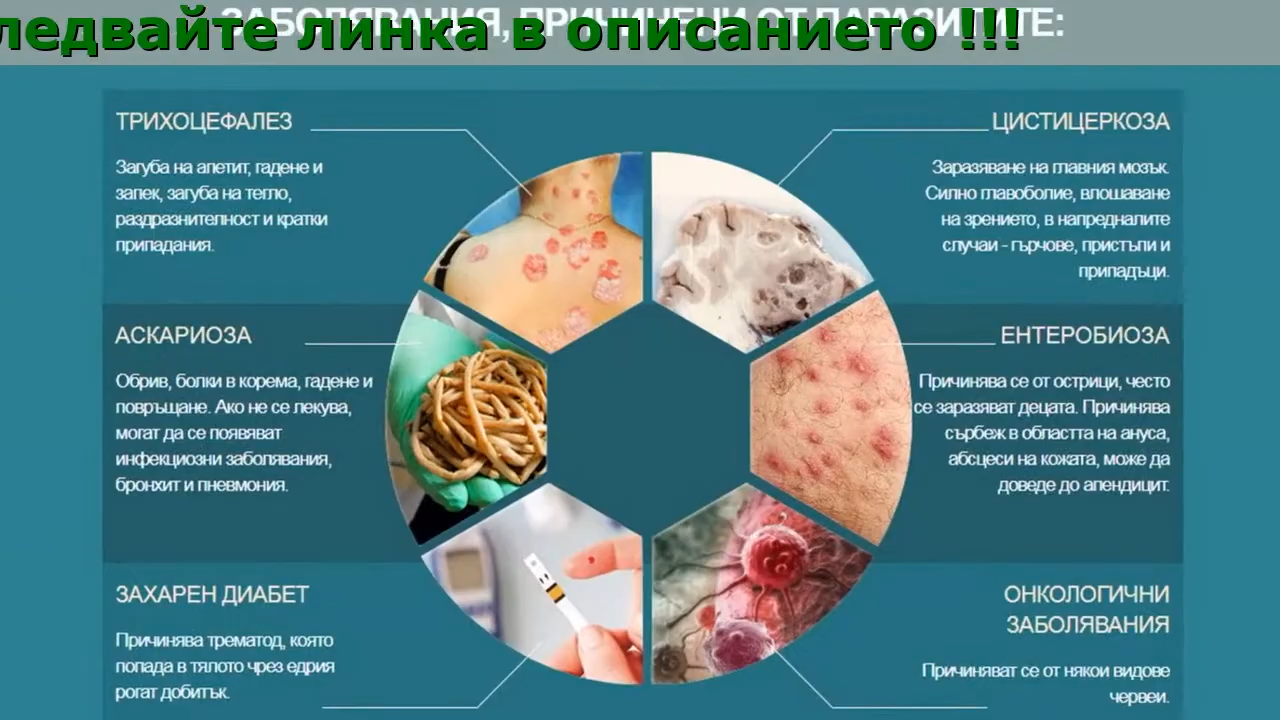 ледвайте линка в описанието !!!
ЗАБОЛЯВАНИЯ, ПРИЧИНЕНИ ОТ ПАРАЗИТИТЕ:
ТРИХОЦЕФАЛЕЗ
Загуба на апетит, гадене и
запек, загуба на тегло,
раздразнителност и кратки
припадания.
ЦИСТИЦЕРКОЗА
Заразяване на главния мозък.
Силно главоболие, влошаване
на зрението, в напредналите
случаи - гърчове, пристъпи и
припадъци.
АСКАРИОЗА
Обрив, болки в корема, гадене и
повръщане. Ако не се лекува,
могат да се появяват
инфекциозни заболявания,
бронхит и пневмония.
ЕНТЕРОБИОЗА
Причинява се от острици, често
се заразяват децата. Причинява
сърбеж в областта на ануса,
абсцеси на кожата, може да
доведе до апендицит.
ЗАХАРЕН ДИАБЕТ
Причинява трематод, която
попада в тялото чрез едрия
рогат добитък.
ОНКОЛОГИЧНИ
ЗАБОЛЯВАНИЯ
Причиняват се от някои видове
червеи.